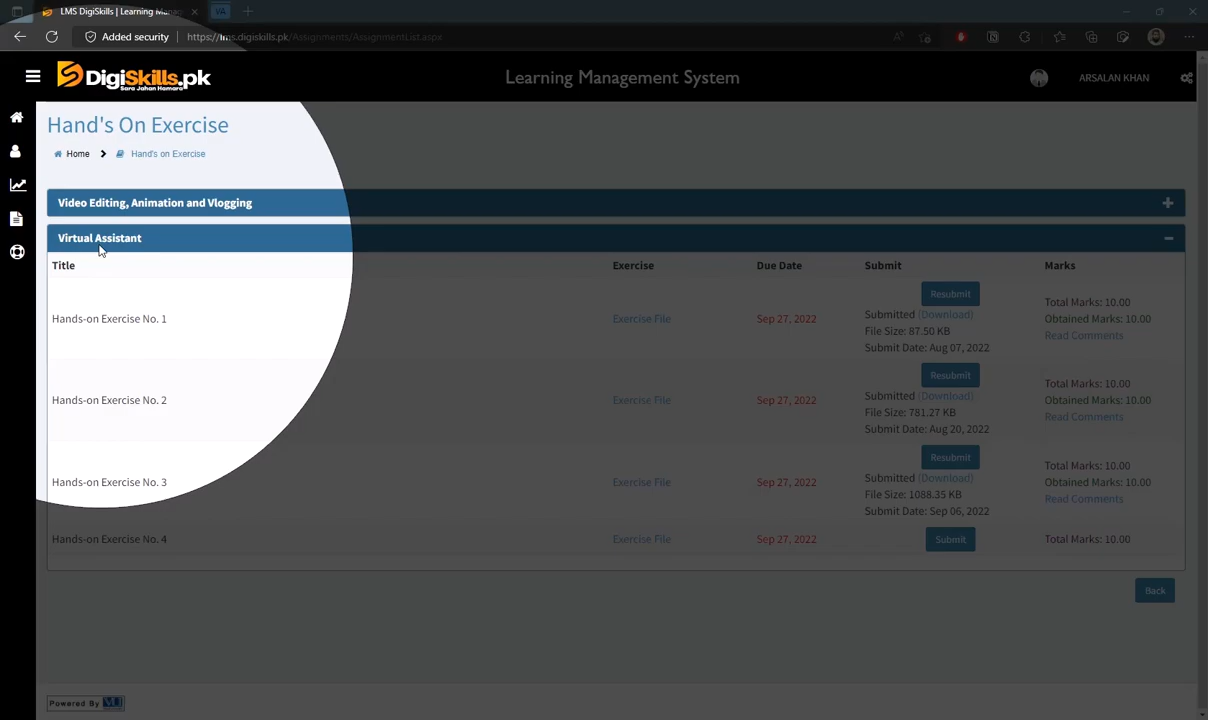 LMS DigiSkills | Learning Mana
VA
Added security
https://lms.digiskills.pk/Assignments/AssignmentList.aspx
DigiSkills.pk
Sara Jahan Hamara
Learning Management System
ARSALAN KHAN
Hand's On Exercise
Home
Hand's on Exercise
Video Editing, Animation and Vlogging
Virtual Assistant
Title Exercise Due Date Submit Marks
Hands-on Exercise No. 1
Exercise File
Sep 27, 2022
Resubmit
Submitted (Download)
File Size: 87.50 KB
Submit Date: Aug 07, 2022
Total Marks: 10.00
Obtained Marks: 10.00
Read Comments
Hands-on Exercise No. 2
Exercise File
Sep 27, 2022
Resubmit
Submitted (Download)
File Size: 781.27 KB
Submit Date: Aug 20, 2022
Total Marks: 10.00
Obtained Marks: 10.00
Read Comments
Hands-on Exercise No. 3
Exercise File
Sep 27, 2022
Resubmit
Submitted (Download)
File Size: 1088.35 KB
Submit Date: Sep 06, 2022
Total Marks: 10.00
Obtained Marks: 10.00
Read Comments
Hands-on Exercise No. 4
Exercise File
Sep 27, 2022
Submit
Total Marks: 10.00
Back
Powered By VU